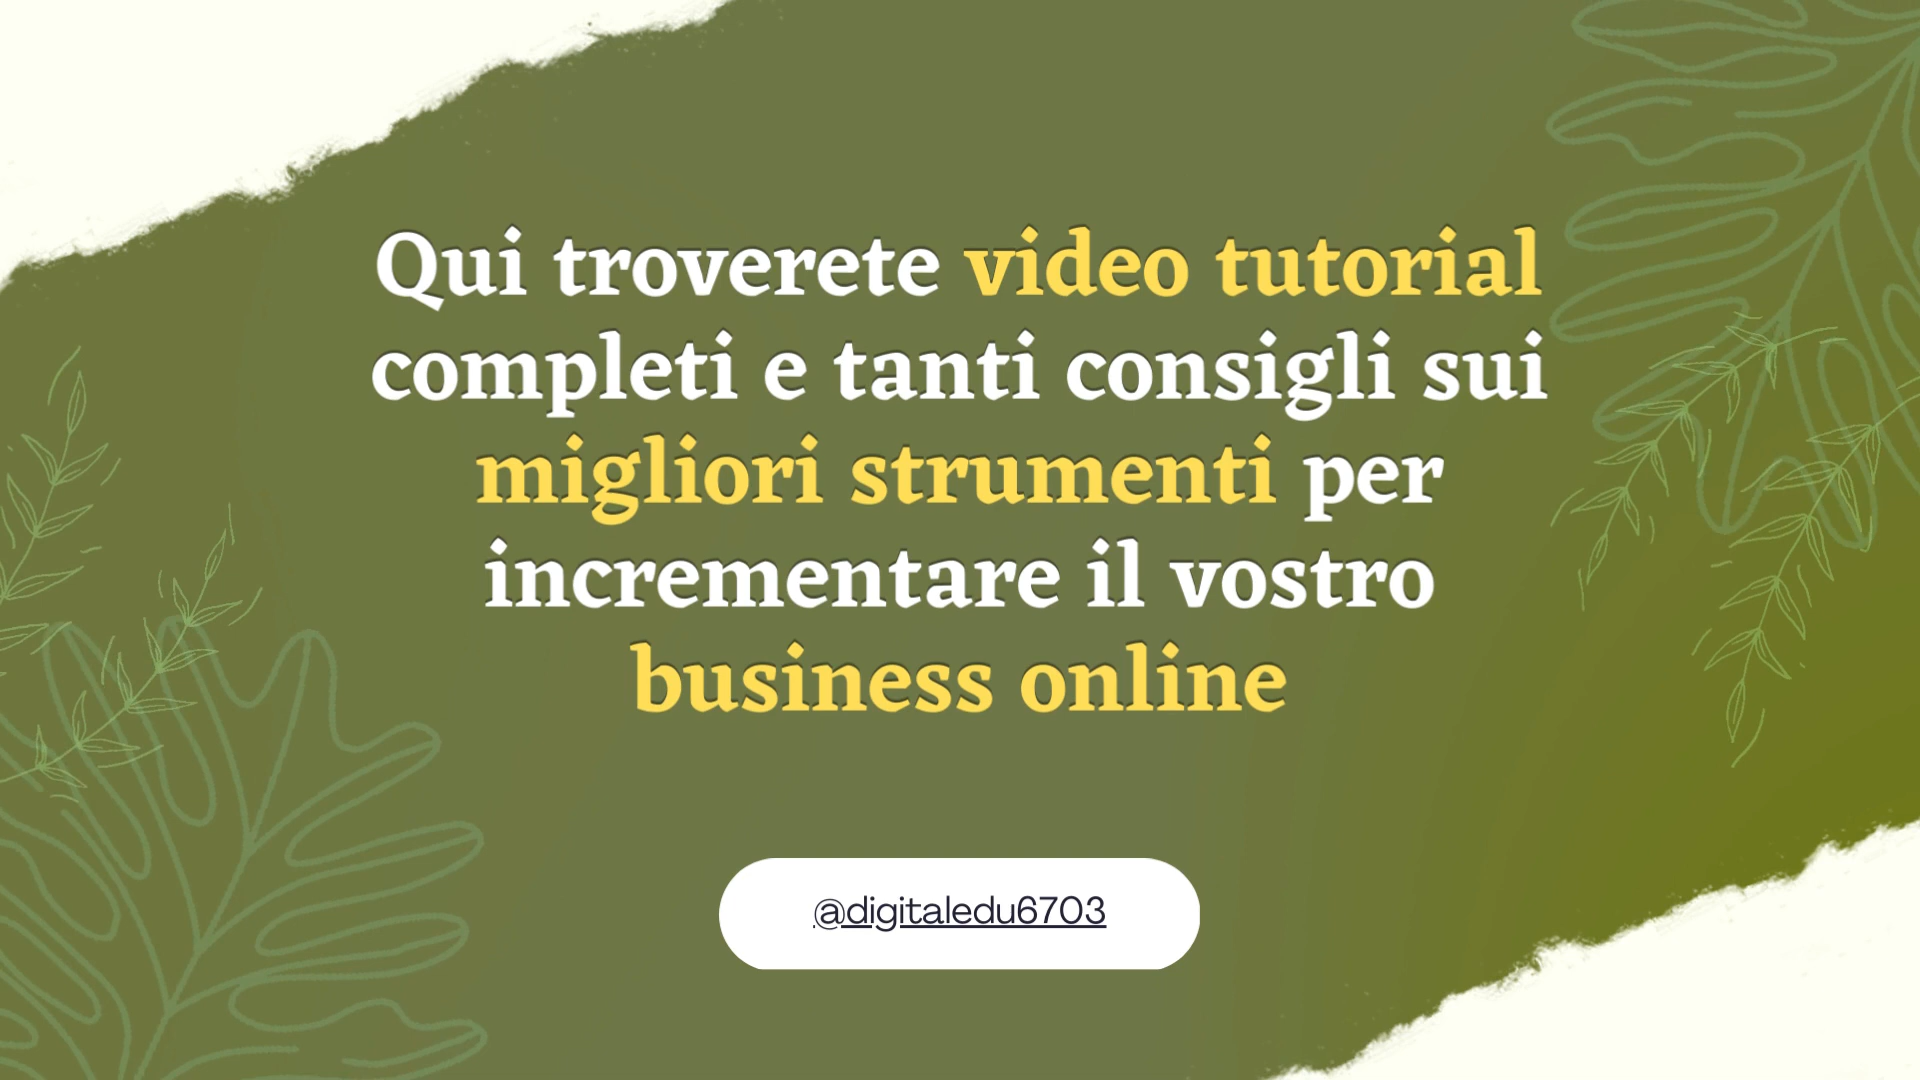 Qui troverete video tutorial
completi e tanti consigli sui
migliori strumenti per
incrementare il vostro
business online
@digitaledu6703